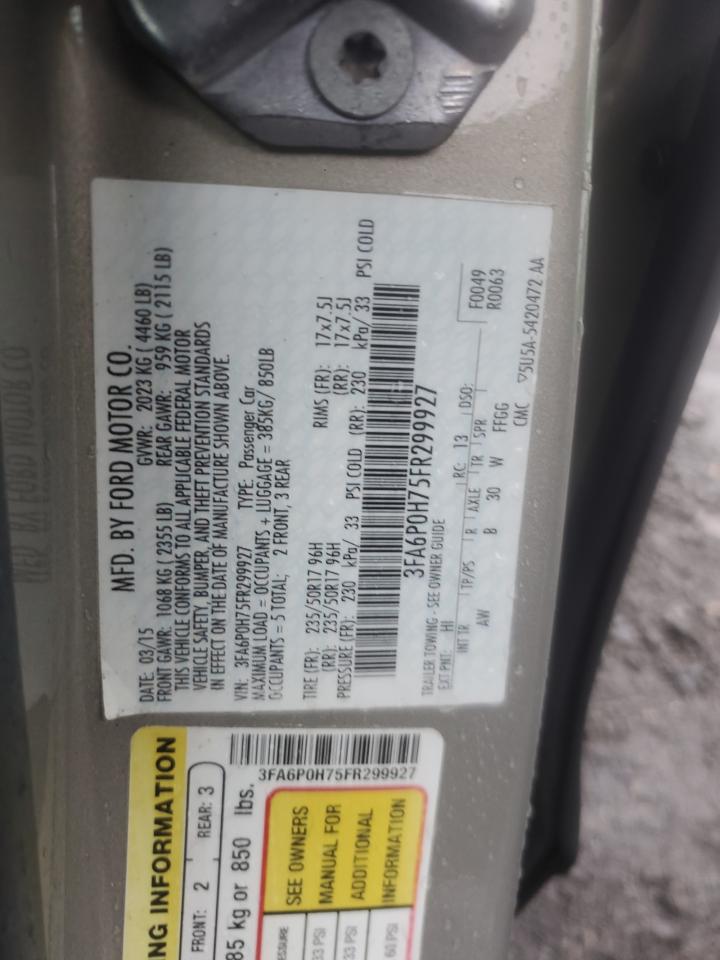 MFD. BY FORD MOTOR CO.
DATE: 03/15 GVWR: 2023 KG ( 4460 LB)
FRONT GAWR: 1068 KG ( 2355 LB) REAR GAWR: 959 KG ( 2115 LB)
THIS VEHICLE CONFORMS TO ALL APPLICABLE FEDERAL MOTOR
VEHICLE SAFETY, BUMPER, AND THEFT PREVENTION STANDARDS
IN EFFECT ON THE DATE OF MANUFACTURE SHOWN ABOVE.
VIN: 3FA6P0H75FR299927 TYPE: Passenger Car
MAXIMUM LOAD = OCCUPANTS + LUGGAGE = 385KG/ 850LB
OCCUPANTS = 5 TOTAL; 2 FRONT, 3 REAR
TIRE (FR): 235/50R17 96H RIMS (FR): 17x7.5J
(RR): 235/50R17 96H (RR): 17x7.5J
PRESSURE (FR): 230 kPa/ 33 PSI COLD (RR): 230 kPa/ 33 PSI COLD
3FA6P0H75FR299927
TRAILER TOWING - SEE OWNER GUIDE
EXT PNT: HI RC: 13 DSO: F0049
INT TR TP/PS R AXLE TR SPR R0063
AW B 30 W FFGG
CMC ▽5U5A-5420472 AA
NG INFORMATION
FRONT: 2 REAR: 3
85 kg or 850 lbs.
3FA6P0H75FR299927
SEE OWNERS
MANUAL FOR
ADDITIONAL
INFORMATION
ESSURE
33 PSI
33 PSI
60 PSI